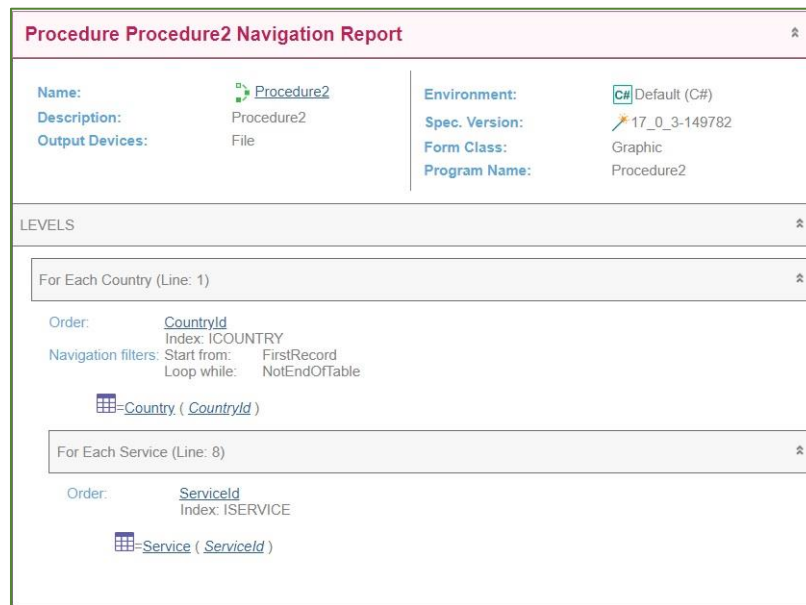 Procedure Procedure2 Navigation Report
Name: Procedure2
Description: Procedure2
Output Devices: File
Environment: C# Default (C#)
Spec. Version: 17_0_3-149782
Form Class: Graphic
Program Name: Procedure2
LEVELS
For Each Country (Line: 1)
Order: CountryId
Index: ICOUNTRY
Navigation filters: Start from: FirstRecord
Loop while: NotEndOfTable
=Country ( CountryId )
For Each Service (Line: 8)
Order: ServiceId
Index: ISERVICE
=Service ( ServiceId )